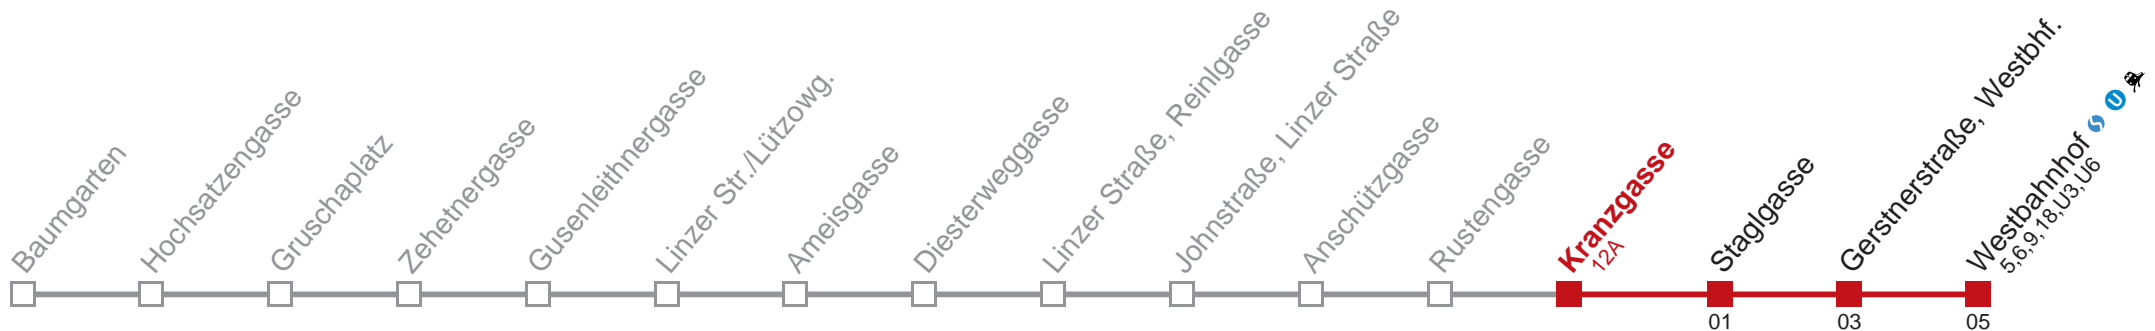 Baumgarten
Hochsatzengasse
Gruschaplatz
Zehetnergasse
Gusenleithnergasse
Linzer Str./Lützowg.
Ameisgasse
Diesterweggasse
Linzer Straße, Reinlgasse
Johnstraße, Linzer Straße
Anschützgasse
Rustengasse
Kranzgasse
12A
Staglgasse
Gerstnerstraße, Westbhf.
Westbahnhof U
5,6,9,18,U3,U6
01
03
05